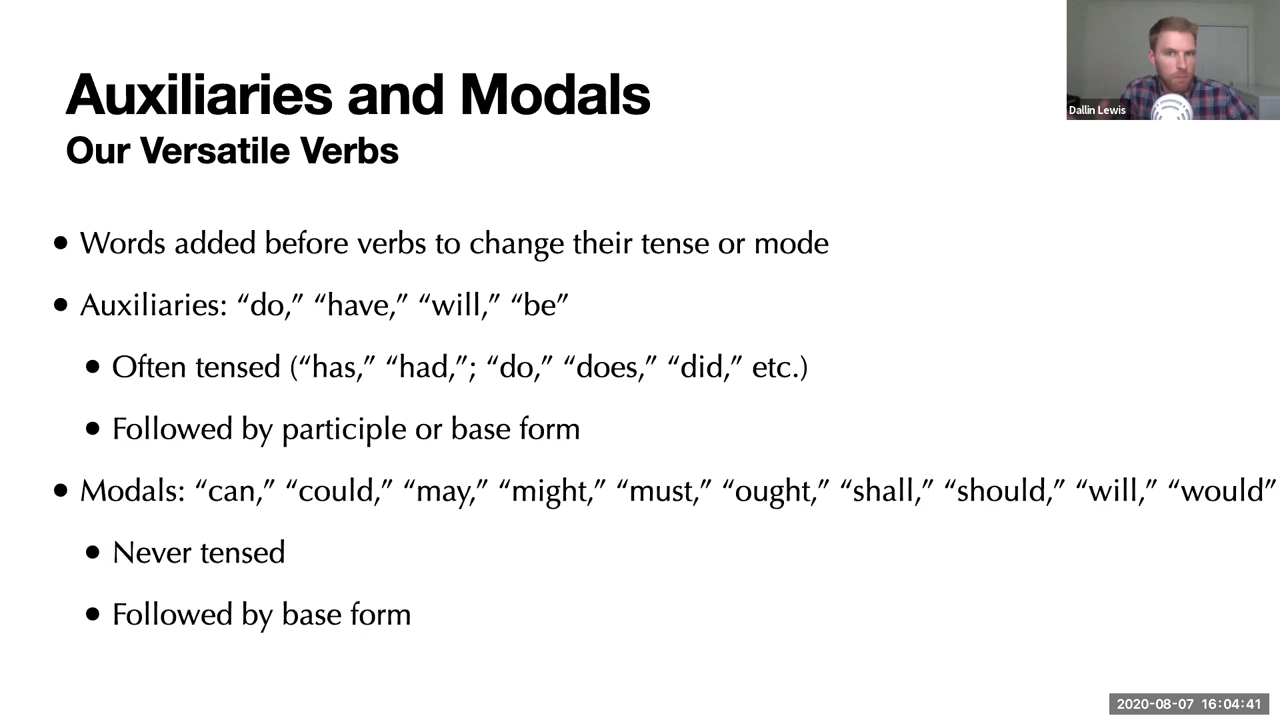 Auxiliaries and Modals
Our Versatile Verbs
Dallin Lewis
• Words added before verbs to change their tense or mode
• Auxiliaries: “do,” “have,” “will,” “be”
• Often tensed (“has,” “had,”; “do,” “does,” “did,” etc.)
• Followed by participle or base form
• Modals: “can,” “could,” “may,” “might,” “must,” “ought,” “shall,” “should,” “will,” “would”
• Never tensed
• Followed by base form
2020-08-07 16:04:41